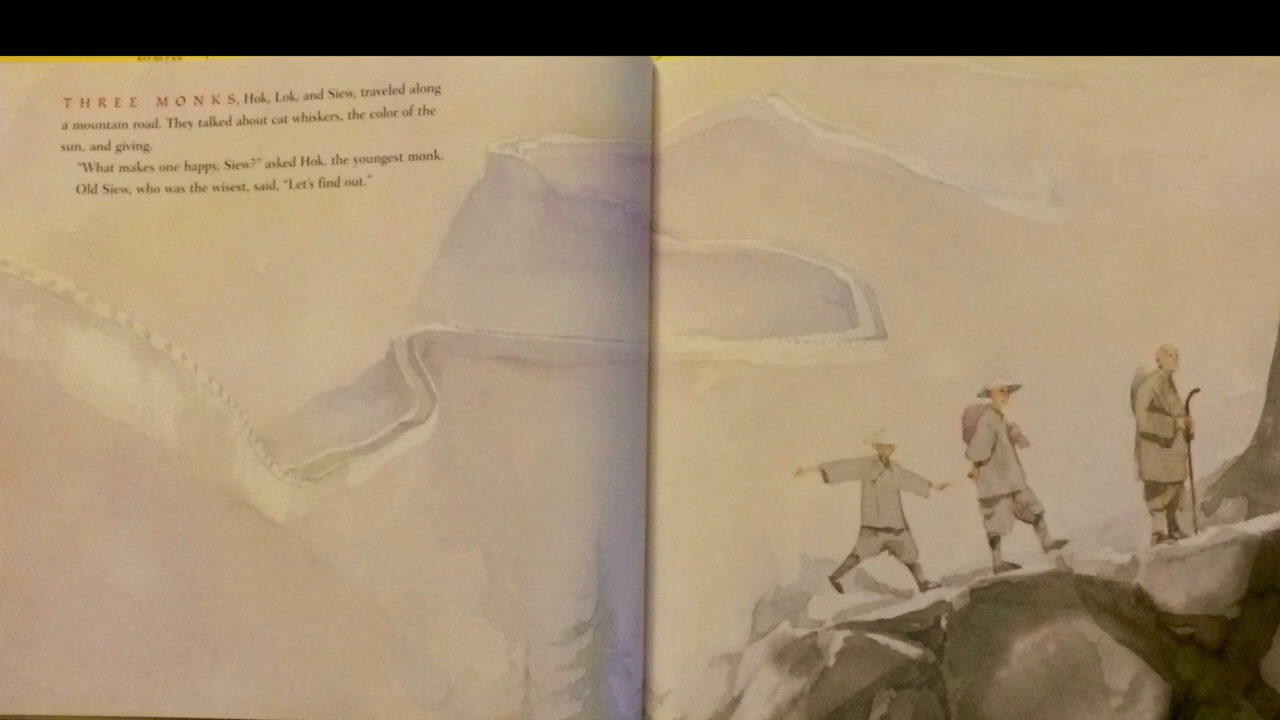 THREE MONKS, Hok, Lok, and Siew, traveled along
a mountain road. They talked about cat whiskers, the color of the
sun, and giving.
"What makes one happy, Siew?" asked Hok, the youngest monk.
Old Siew, who was the wisest, said, "Let's find out."